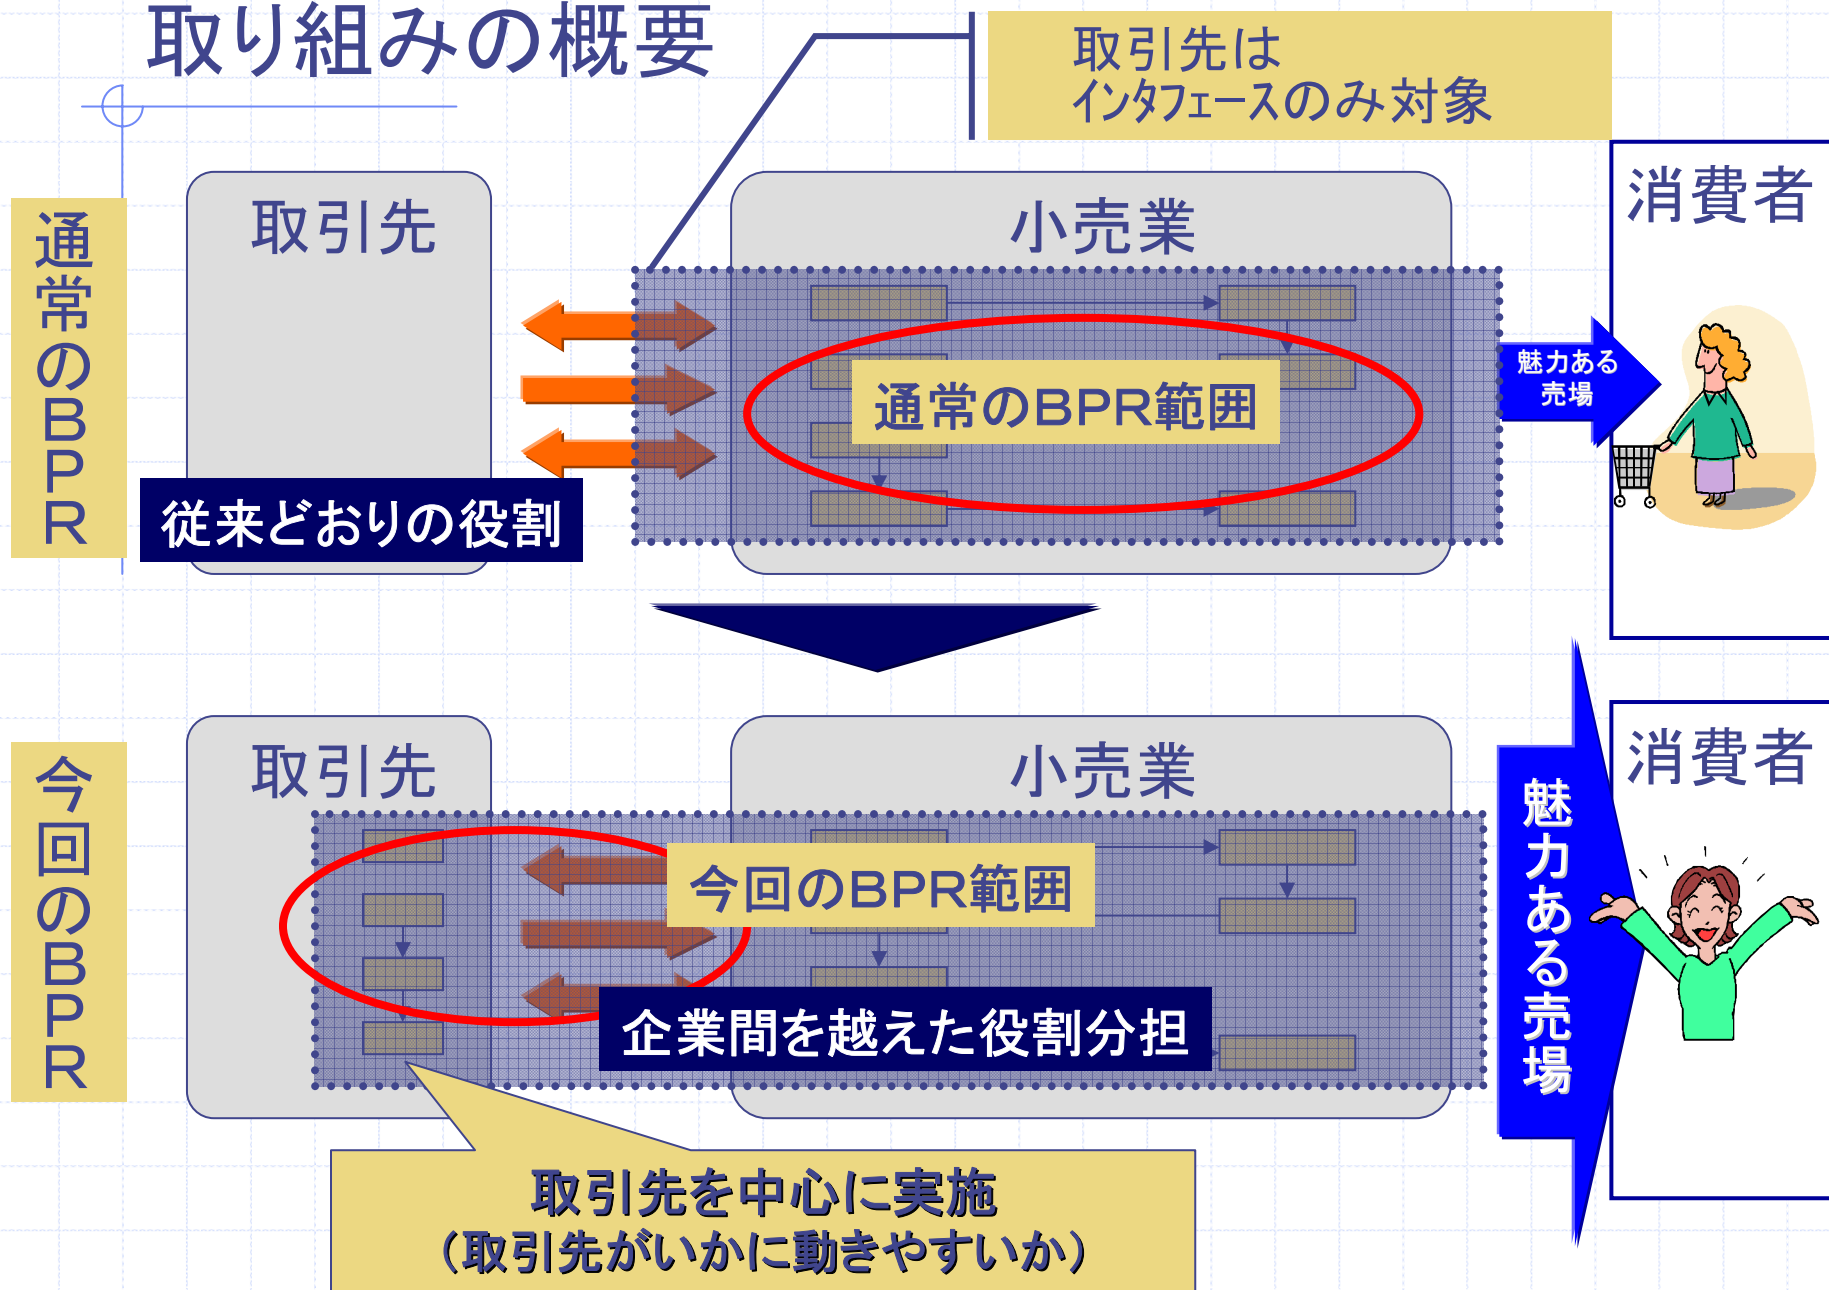 取り組みの概要
取引先は
インタフェースのみ対象
通常のBPR
取引先
小売業
消費者
通常のBPR範囲
魅力ある
売場
従来どおりの役割
今回のBPR
取引先
小売業
消費者
今回のBPR範囲
企業間を越えた役割分担
魅力ある売場
取引先を中心に実施
（取引先がいかに動きやすいか）